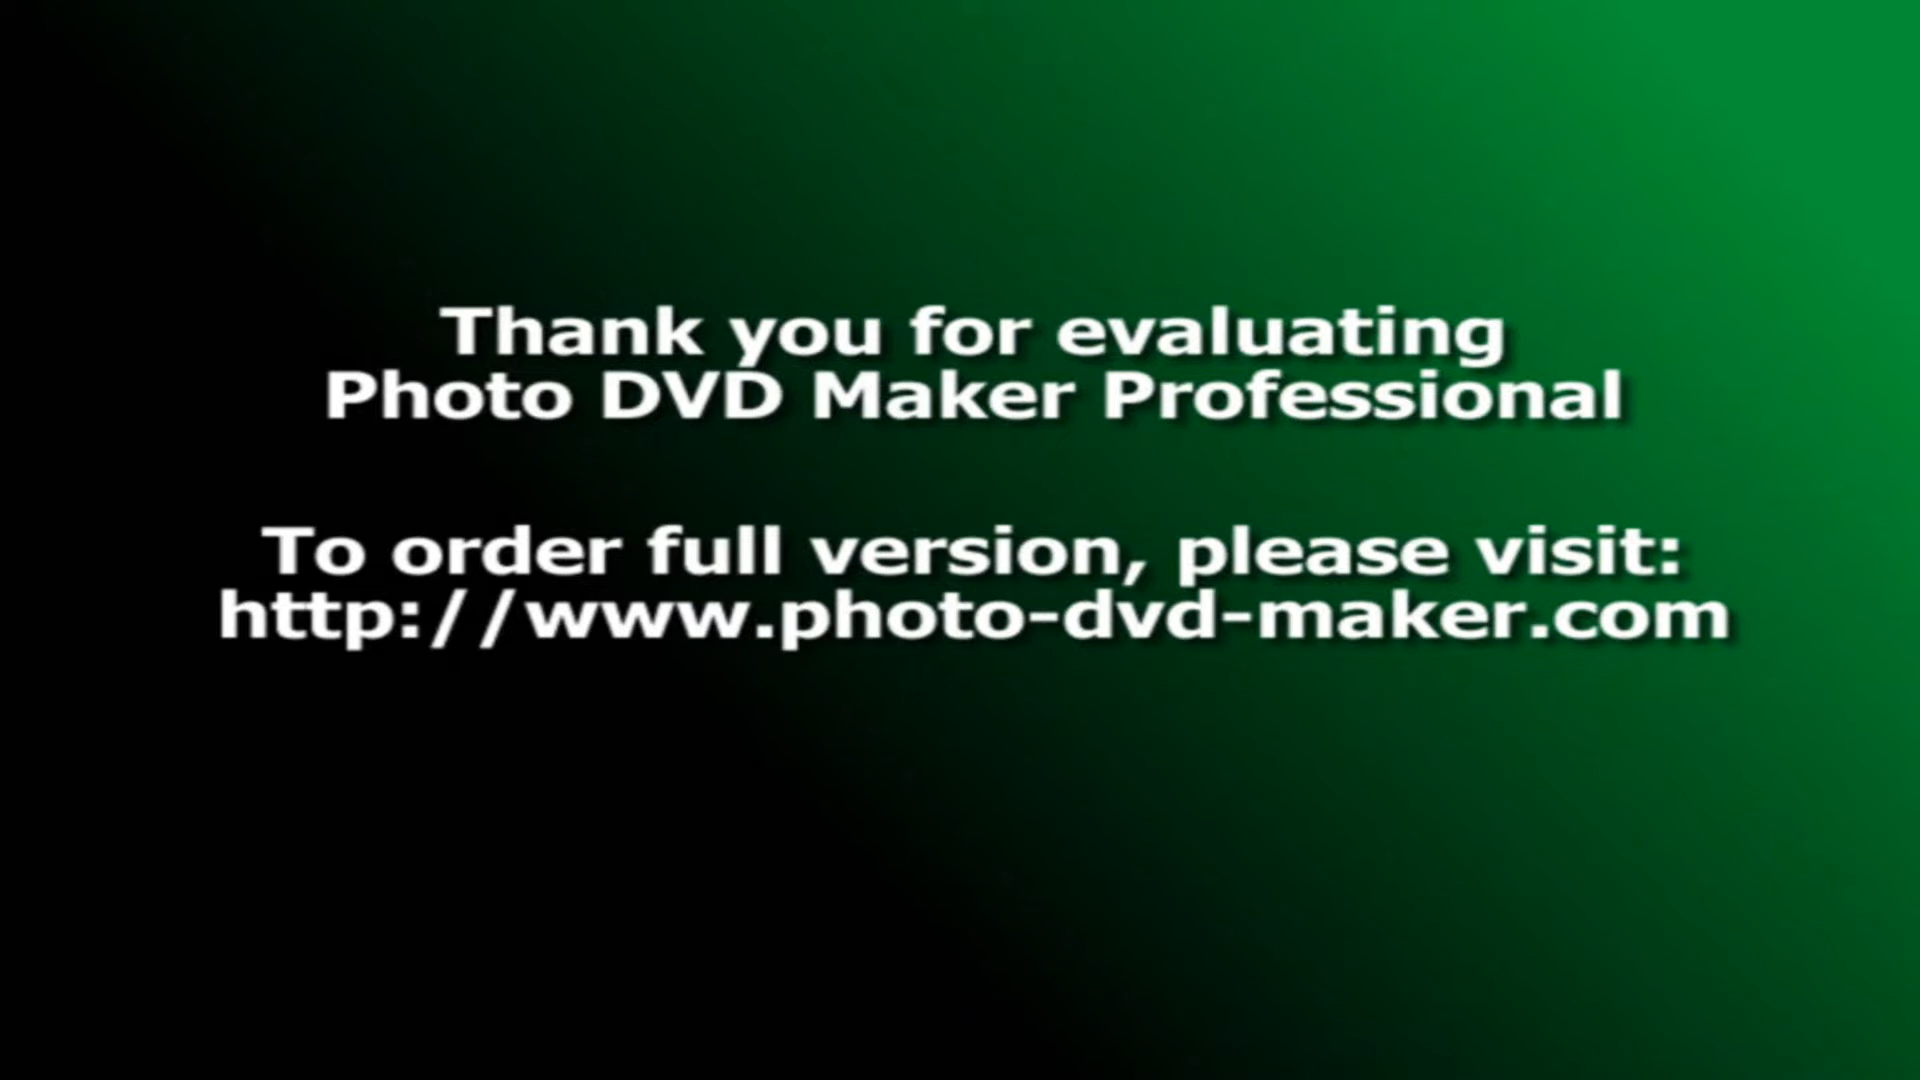 Thank you for evaluating
Photo DVD Maker Professional
To order full version, please visit:
http://www.photo-dvd-maker.com